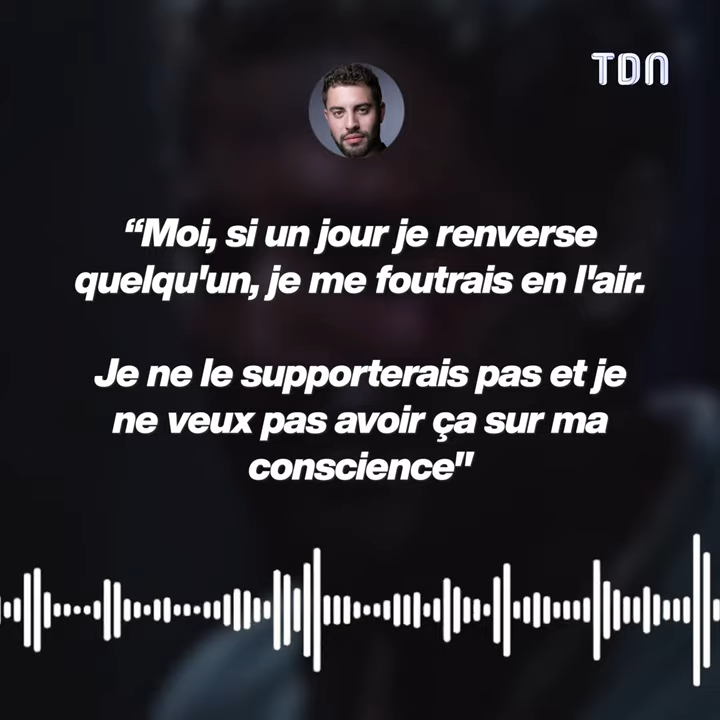 TDN
“Moi, si un jour je renverse
quelqu'un, je me foutrais en l'air.
Je ne le supporterais pas et je
ne veux pas avoir ça sur ma
conscience"